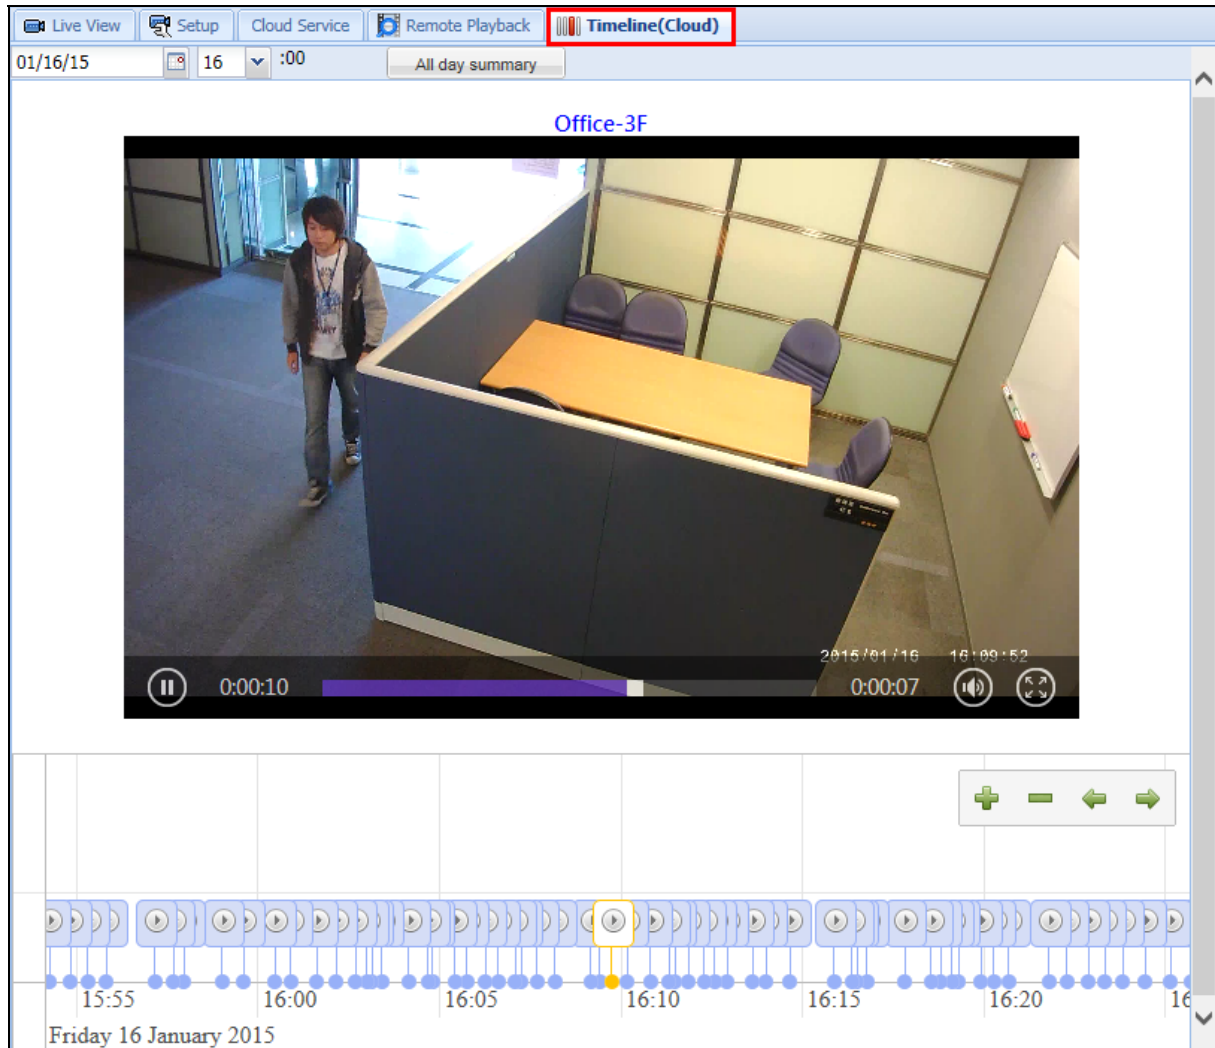 Live View Setup Cloud Service Remote Playback Timeline(Cloud)
01/16/15 16 :00 All day summary
Office-3F
2015/01/16 16:09:52
0:00:10 0:00:07
15:55 16:00 16:05 16:10 16:15 16:20
Friday 16 January 2015